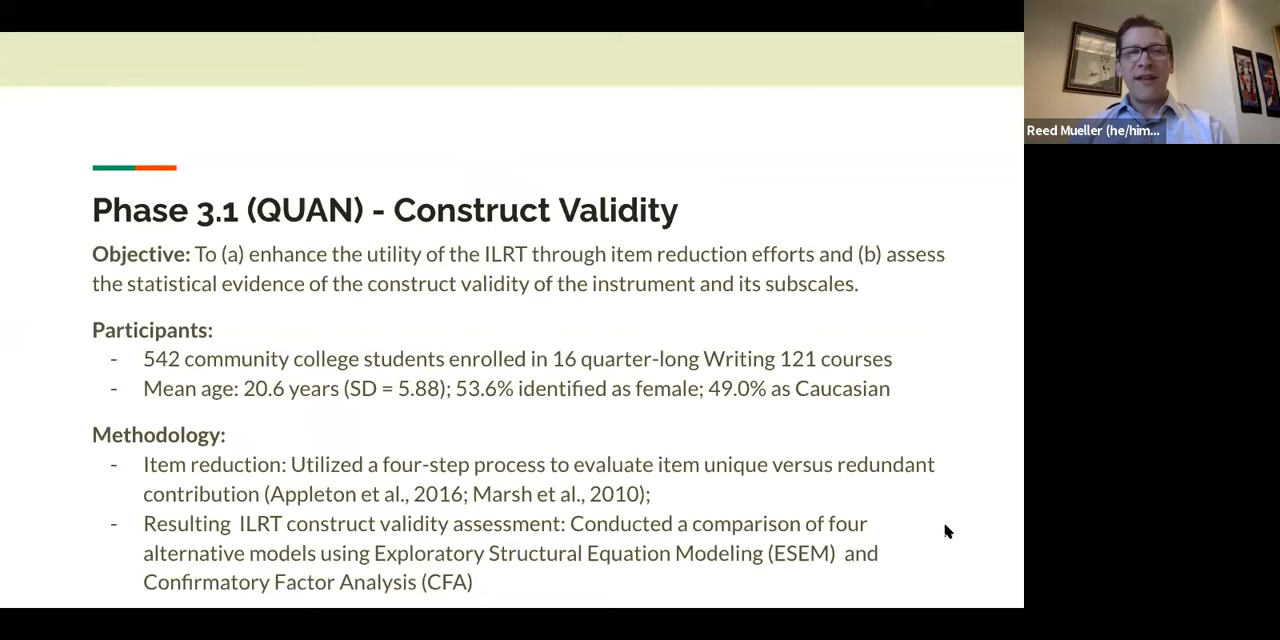 Phase 3.1 (QUAN) - Construct Validity
Objective: To (a) enhance the utility of the ILRT through item reduction efforts and (b) assess
the statistical evidence of the construct validity of the instrument and its subscales.
Participants:
- 542 community college students enrolled in 16 quarter-long Writing 121 courses
- Mean age: 20.6 years (SD = 5.88); 53.6% identified as female; 49.0% as Caucasian
Methodology:
- Item reduction: Utilized a four-step process to evaluate item unique versus redundant
contribution (Appleton et al., 2016; Marsh et al., 2010);
- Resulting ILRT construct validity assessment: Conducted a comparison of four
alternative models using Exploratory Structural Equation Modeling (ESEM) and
Confirmatory Factor Analysis (CFA)
Reed Mueller (he/him...